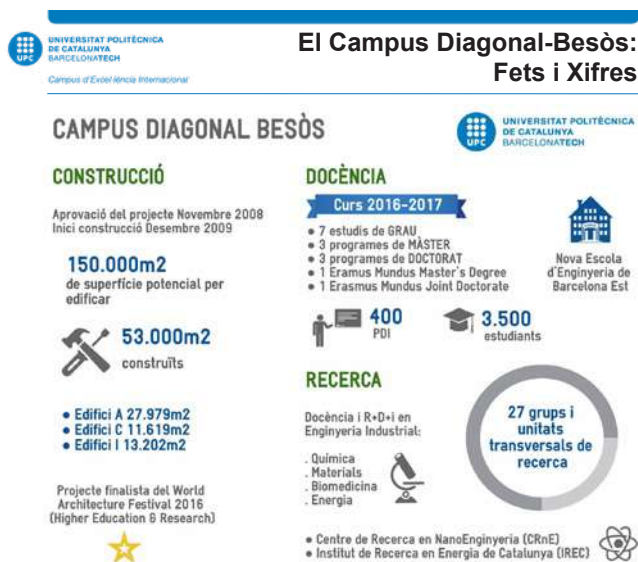 UNIVERSITAT POLITÈCNICA
DE CATALUNYA
BARCELONATECH
UPC
Campus d'Excel·lència Internacional
El Campus Diagonal-Besòs:
Fets i Xifres
CAMPUS DIAGONAL BESÒS
UNIVERSITAT POLITÈCNICA
DE CATALUNYA
BARCELONATECH
UPC
CONSTRUCCIÓ
Aprovació del projecte Novembre 2008
Inici construcció Desembre 2009
150.000m2
de superfície potencial per
edificar
53.000m2
construïts
• Edifici A 27.979m2
• Edifici C 11.619m2
• Edifici I 13.202m2
Projecte finalista del World
Architecture Festival 2016
(Higher Education & Research)
DOCÈNCIA
Curs 2016-2017
• 7 estudis de GRAU
• 3 programes de MÀSTER
• 3 programes de DOCTORAT
• 1 Eramus Mundus Master's Degree
• 1 Erasmus Mundus Joint Doctorate
Nova Escola
d'Enginyeria de
Barcelona Est
400
PDI
3.500
estudiants
RECERCA
Docència i R+D+i en
Enginyeria Industrial:
. Química
. Materials
. Biomedicina
. Energia
27 grups i
unitats
transversals de
recerca
• Centre de Recerca en NanoEnginyeria (CRnE)
• Institut de Recerca en Energia de Catalunya (IREC)